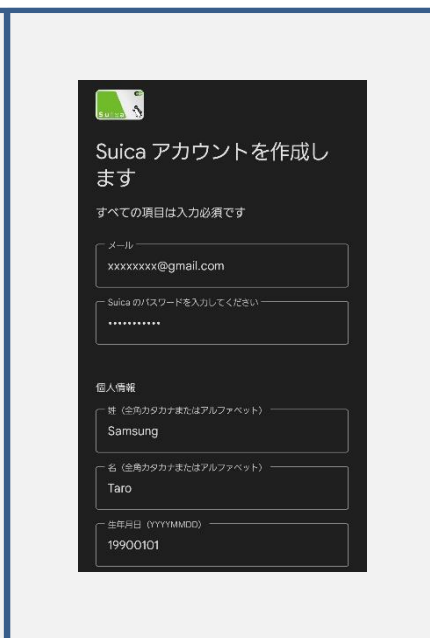 Suica
Suica アカウントを作成し
ます
すべての項目は入力必須です
メール
xxxxxxxx@gmail.com
Suica のパスワードを入力してください
•••••••••••
個人情報
姓（全角カタカナまたはアルファベット）
Samsung
名（全角カタカナまたはアルファベット）
Taro
生年月日（YYYYMMDD）
19900101